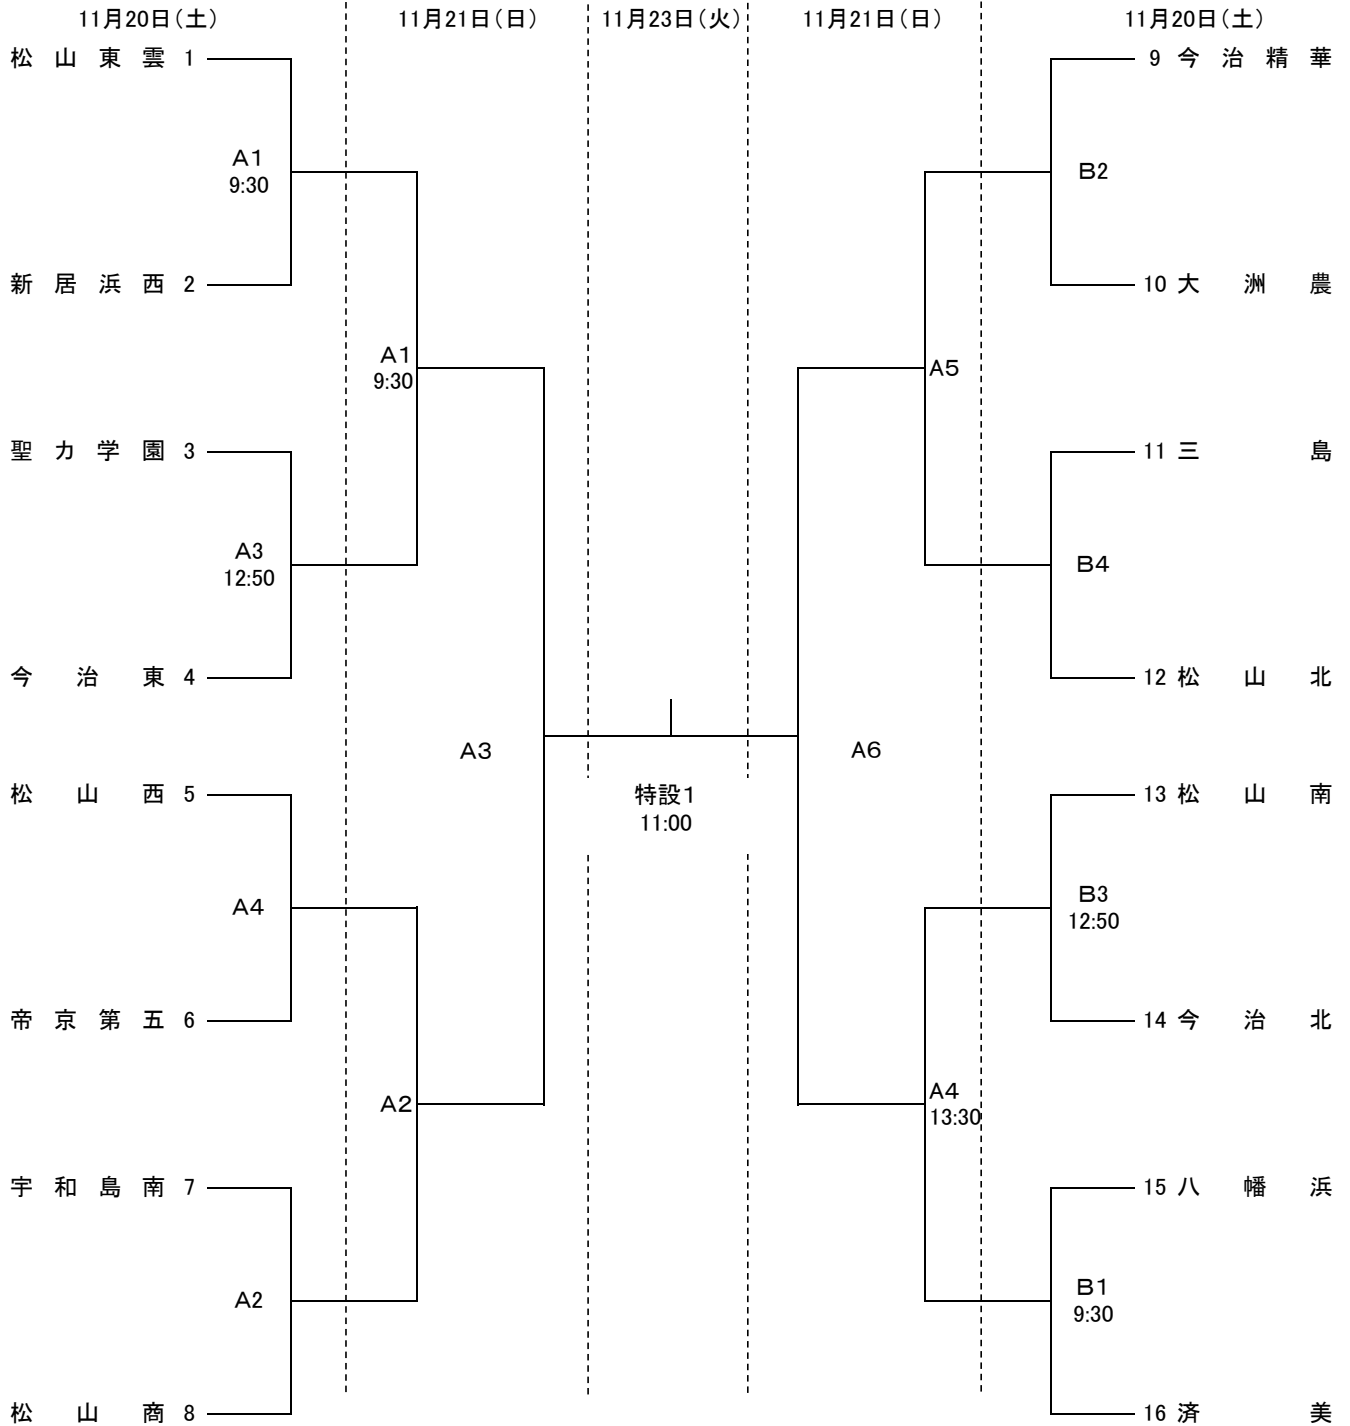 11月20日(土) 11月21日(日) 11月23日(火) 11月21日(日) 11月20日(土)
松山東雲 1
A1
9:30
新居浜西 2
A1
9:30
聖カ学園 3
A3
12:50
今治東 4
A3
松山西 5
A4
帝京第五 6
A2
宇和島南 7
A2
松山商 8
特設1
11:00
9 今治精華
B2
10 大洲農
A5
11 三島
B4
12 松山北
A6
13 松山南
B3
12:50
14 今治北
A4
13:30
15 八幡浜
B1
9:30
16 済美